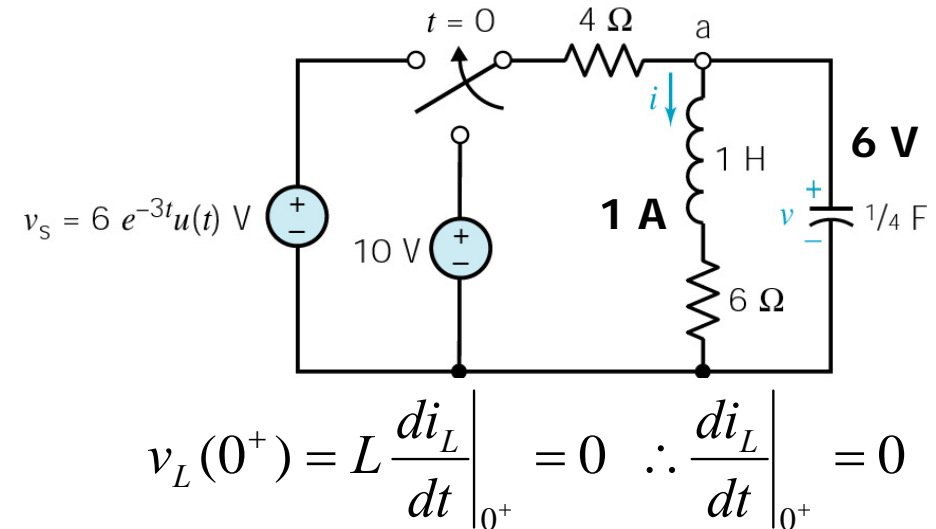 t = 0
4 Ω
a
i
1 H
6 V
1 A
+
v
−
1/4 F
v_s = 6 e^{-3t}u(t) V
+
−
10 V
+
−
6 Ω
v_L(0⁺) = L di_L/dt |_{0⁺} = 0 ∴ di_L/dt |_{0⁺} = 0